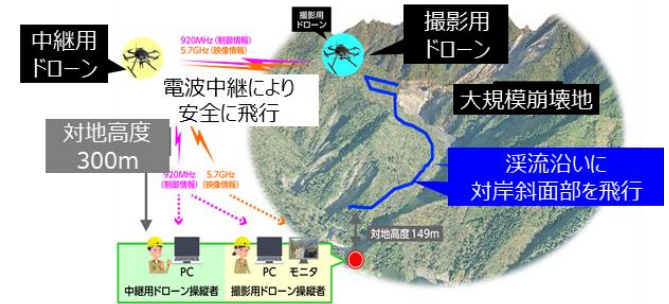 中継用
ドローン
920MHz (制御情報)
5.7GHz (映像情報)
撮影用
ドローン
撮影用
ドローン
電波中継により
安全に飛行
大規模崩壊地
対地高度
300m
920MHz
(制御情報)
5.7GHz
(映像情報)
渓流沿いに
対岸斜面部を飛行
対地高度149m
PC
PC
モニタ
中継用ドローン操縦者
撮影用ドローン操縦者